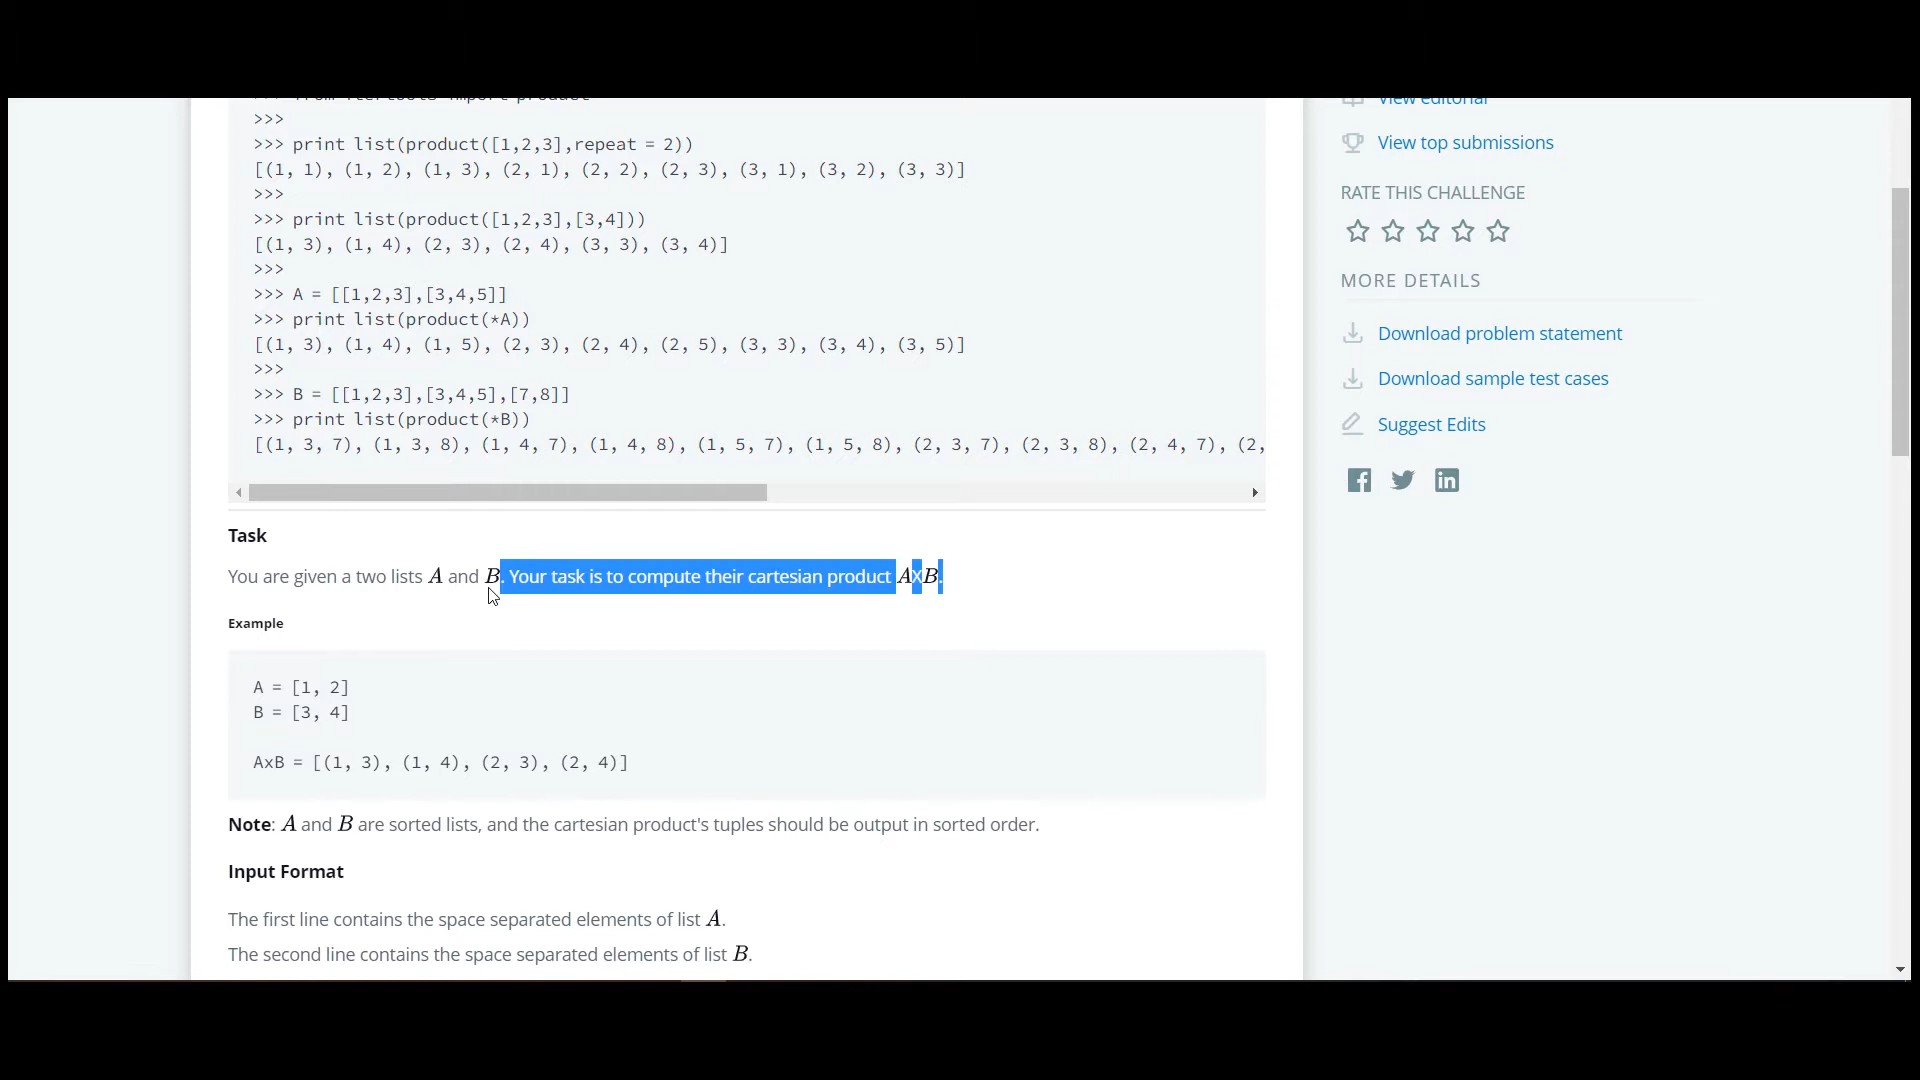 >>> from itertools import product
>>>
>>> print list(product([1,2,3],repeat = 2))
[(1, 1), (1, 2), (1, 3), (2, 1), (2, 2), (2, 3), (3, 1), (3, 2), (3, 3)]
>>>
>>> print list(product([1,2,3],[3,4]))
[(1, 3), (1, 4), (2, 3), (2, 4), (3, 3), (3, 4)]
>>>
>>> A = [[1,2,3],[3,4,5]]
>>> print list(product(*A))
[(1, 3), (1, 4), (1, 5), (2, 3), (2, 4), (2, 5), (3, 3), (3, 4), (3, 5)]
>>>
>>> B = [[1,2,3],[3,4,5],[7,8]]
>>> print list(product(*B))
[(1, 3, 7), (1, 3, 8), (1, 4, 7), (1, 4, 8), (1, 5, 7), (1, 5, 8), (2, 3, 7), (2, 3, 8), (2, 4, 7), (2,
Task
You are given a two lists A and B. Your task is to compute their cartesian product AXB.
Example
A = [1, 2]
B = [3, 4]
AxB = [(1, 3), (1, 4), (2, 3), (2, 4)]
Note: A and B are sorted lists, and the cartesian product's tuples should be output in sorted order.
Input Format
The first line contains the space separated elements of list A.
The second line contains the space separated elements of list B.
View editorial
View top submissions
RATE THIS CHALLENGE
MORE DETAILS
Download problem statement
Download sample test cases
Suggest Edits